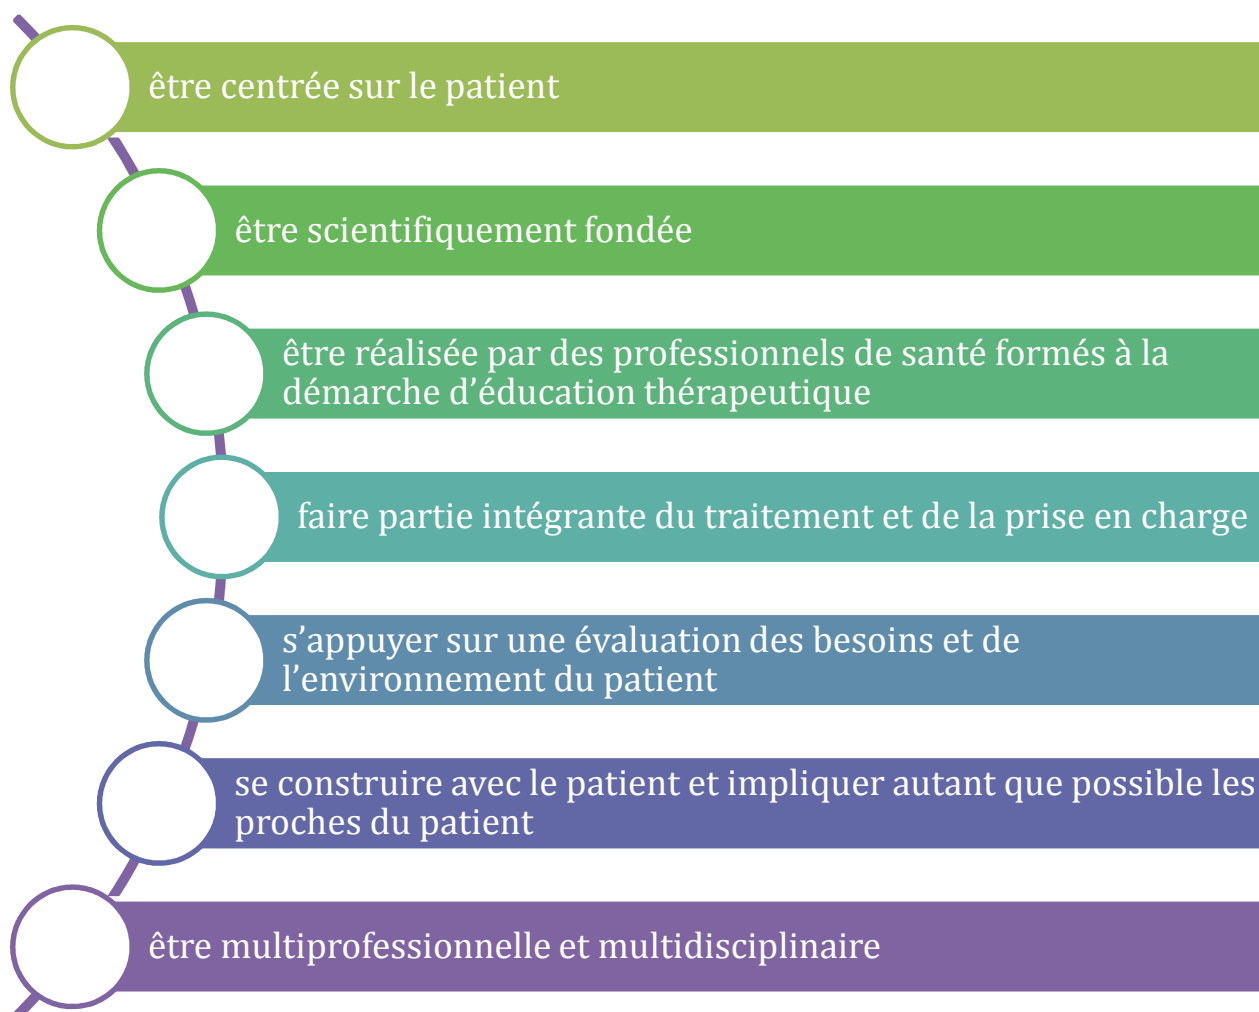 être centrée sur le patient
être scientifiquement fondée
être réalisée par des professionnels de santé formés à la
démarche d’éducation thérapeutique
faire partie intégrante du traitement et de la prise en charge
s’appuyer sur une évaluation des besoins et de
l’environnement du patient
se construire avec le patient et impliquer autant que possible les
proches du patient
être multiprofessionnelle et multidisciplinaire